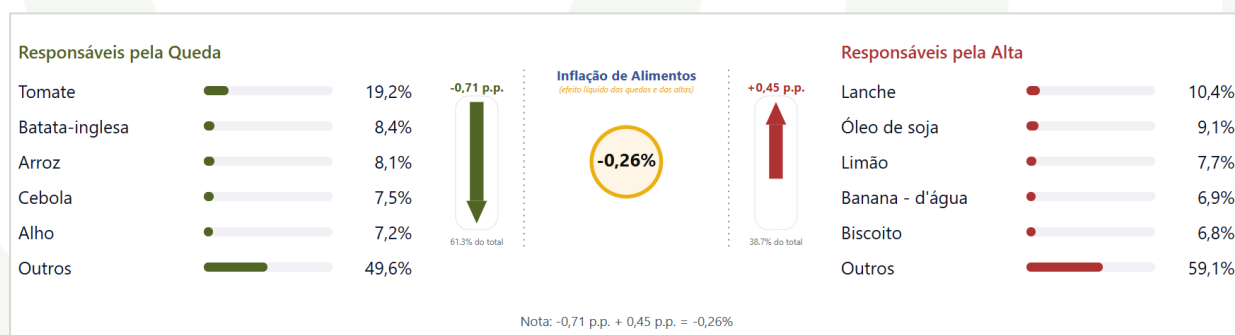 Responsáveis pela Queda
Tomate 19,2%
Batata-inglesa 8,4%
Arroz 8,1%
Cebola 7,5%
Alho 7,2%
Outros 49,6%
-0,71 p.p.
61.3% do total
Inflação de Alimentos
(efeito líquido das quedas e das altas)
-0,26%
+0,45 p.p.
38.7% do total
Responsáveis pela Alta
Lanche 10,4%
Óleo de soja 9,1%
Limão 7,7%
Banana - d'água 6,9%
Biscoito 6,8%
Outros 59,1%
Nota: -0,71 p.p. + 0,45 p.p. = -0,26%